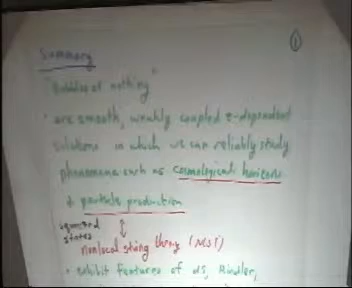 1
Summary
"Bubbles of nothing"
• are smooth, weakly coupled t-dependent
solutions in which we can reliably study
phenomena such as cosmological horizons
& particle production
squeezed
states
nonlocal string theory (NLST)
• exhibit features of dS, Rindler,